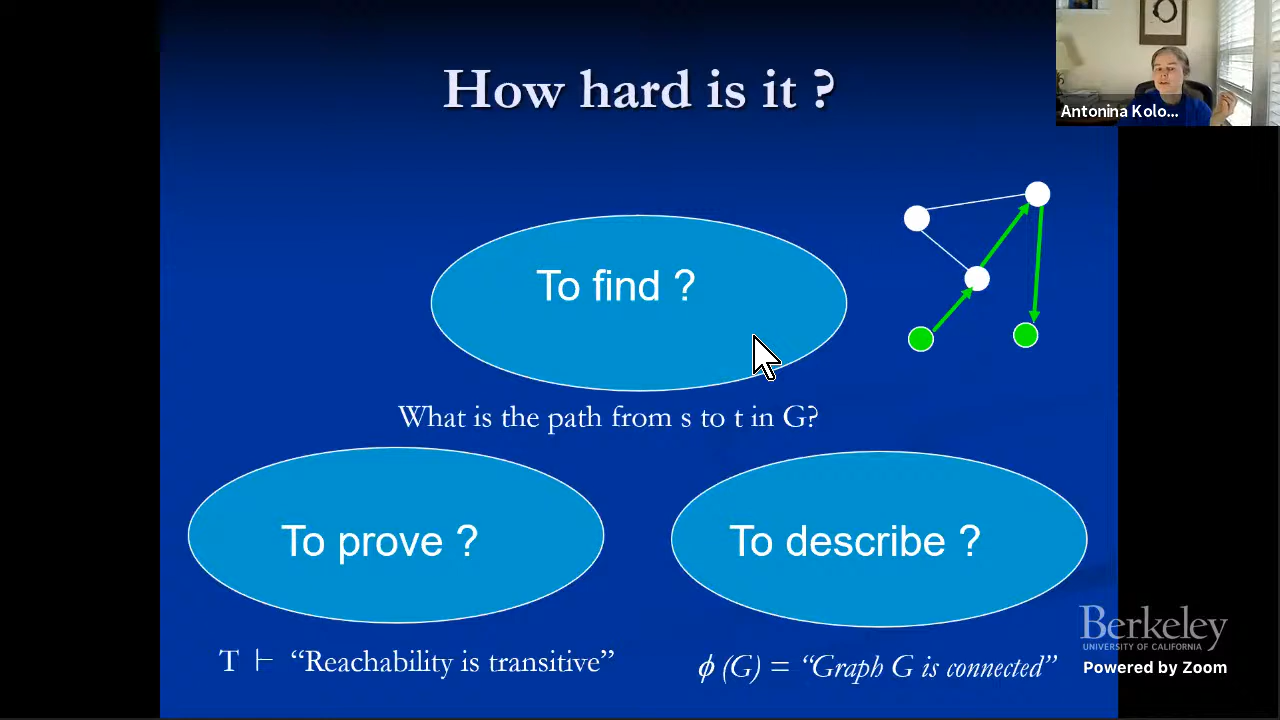 How hard is it ?
Antonina Kolo...
To find ?
What is the path from s to t in G?
To prove ?
To describe ?
T ⊢ “Reachability is transitive”
ϕ (G) = “Graph G is connected”
Berkeley
UNIVERSITY OF CALIFORNIA
Powered by Zoom